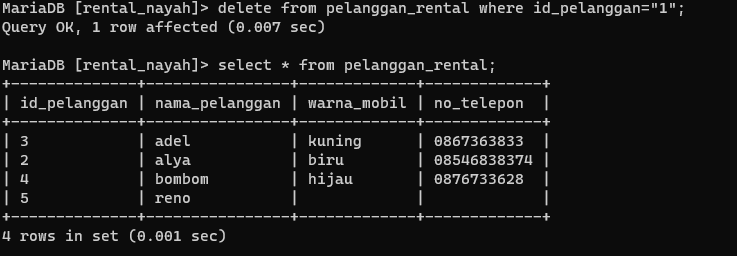 MariaDB [rental_nayah]> delete from pelanggan_rental where id_pelanggan="1";
Query OK, 1 row affected (0.007 sec)

MariaDB [rental_nayah]> select * from pelanggan_rental;
+--------------+----------------+-------------+-------------+
| id_pelanggan | nama_pelanggan | warna_mobil | no_telepon  |
+--------------+----------------+-------------+-------------+
| 3            | adel           | kuning      | 0867363833  |
| 2            | alya           | biru        | 08546838374 |
| 4            | bombom         | hijau       | 0876733628  |
| 5            | reno           |             |             |
+--------------+----------------+-------------+-------------+
4 rows in set (0.001 sec)